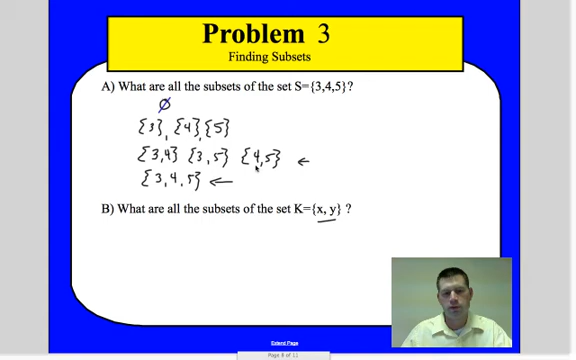 Problem 3
Finding Subsets
A) What are all the subsets of the set S={3,4,5}?
∅
{3}, {4}, {5}
{3,4} {3,5} {4,5} ←
{3,4,5} ←
B) What are all the subsets of the set K={x, y} ?
Extend Page
Page 8 of 11